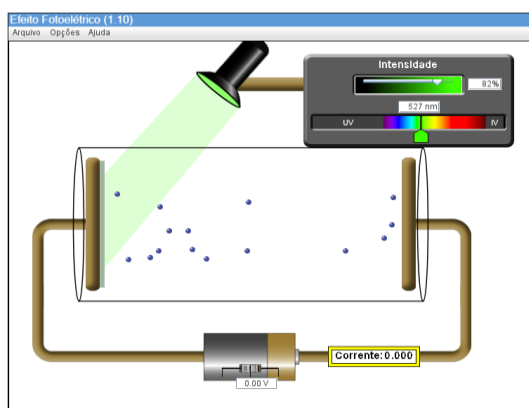 Efeito Fotoelétrico (1.10)
Arquivo Opções Ajuda
Intensidade
82%
527 nm
UV IV
Corrente: 0.000
0.00 V